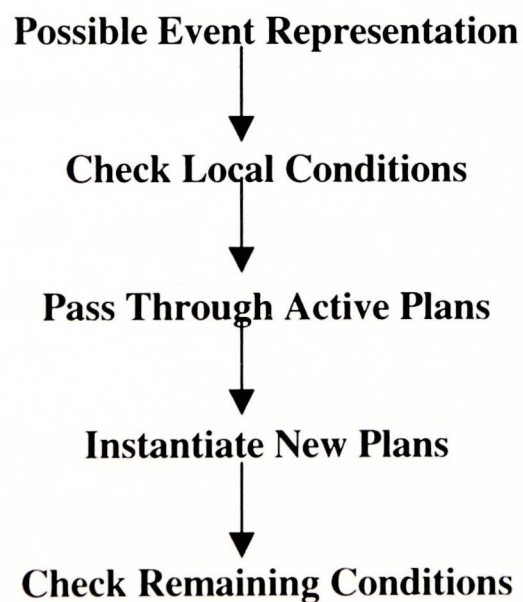 Possible Event Representation
Check Local Conditions
Pass Through Active Plans
Instantiate New Plans
Check Remaining Conditions